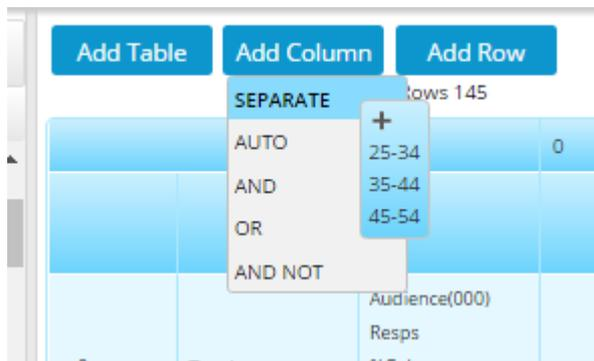 Add Table Add Column Add Row
SEPARATE
Rows 145
+
AUTO
25-34
0
35-44
AND
45-54
OR
AND NOT
Audience(000)
Resps